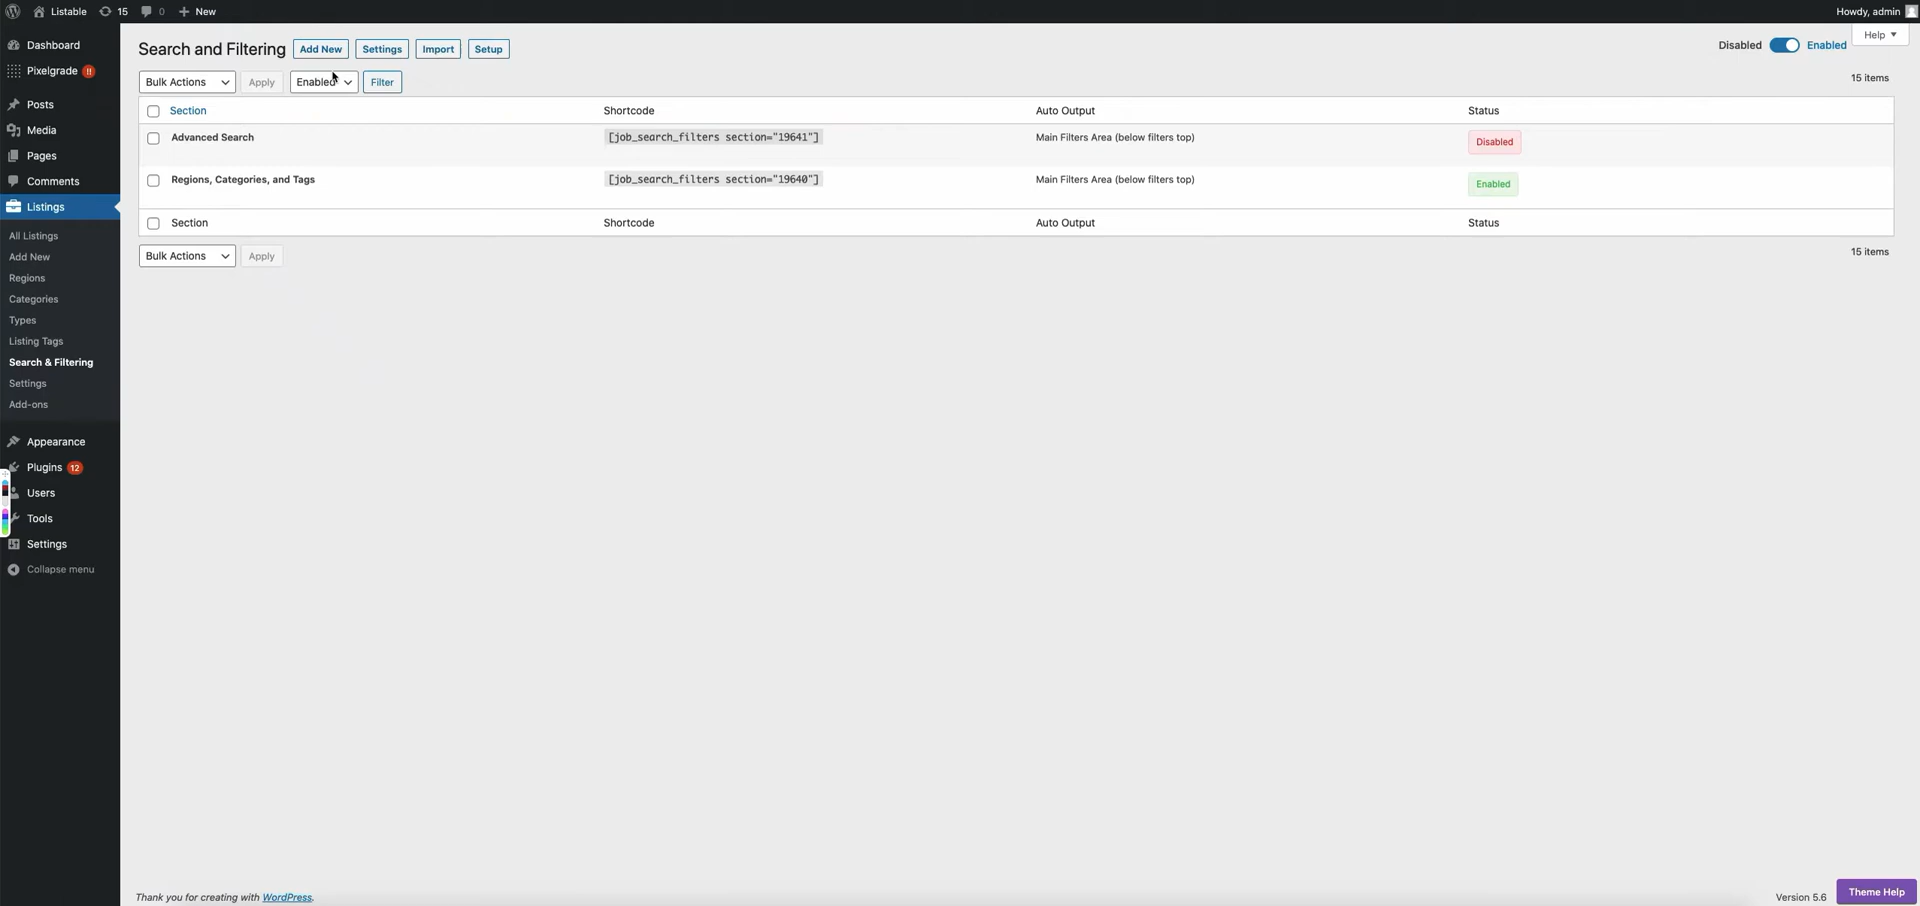 Listable 15 0 New Howdy, admin
Dashboard
Pixelgrade !!
Posts
Media
Pages
Comments
Listings
All Listings
Add New
Regions
Categories
Types
Listing Tags
Search & Filtering
Settings
Add-ons
Appearance
Plugins 12
Users
Tools
Settings
Collapse menu
Search and Filtering Add New Settings Import Setup
Disabled Enabled Help
Bulk Actions Apply Enabled Filter 15 items
Section Shortcode Auto Output Status
Advanced Search [job_search_filters section="19641"] Main Filters Area (below filters top) Disabled
Regions, Categories, and Tags [job_search_filters section="19640"] Main Filters Area (below filters top) Enabled
Section Shortcode Auto Output Status
Bulk Actions Apply 15 items
Thank you for creating with WordPress. Version 5.6 Theme Help